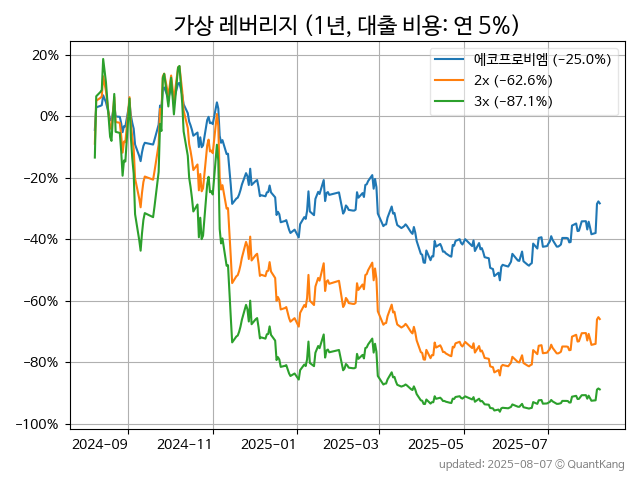 가상 레버리지 (1년, 대출 비용: 연 5%)
에코프로비엠 (−25.0%)
2x (−62.6%)
3x (−87.1%)
20%
0%
−20%
−40%
−60%
−80%
−100%
2024-09 2024-11 2025-01 2025-03 2025-05 2025-07
updated: 2025-08-07 © QuantKang